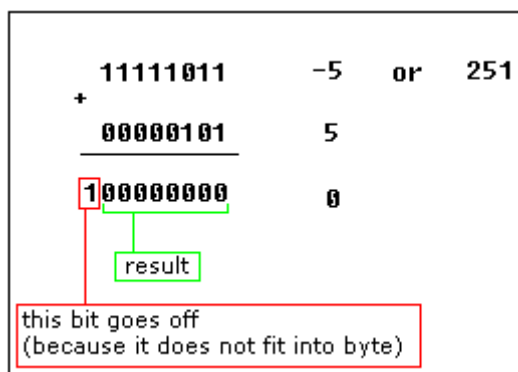 11111011 -5 or 251
+
00000101 5
100000000 0
result
this bit goes off
(because it does not fit into byte)